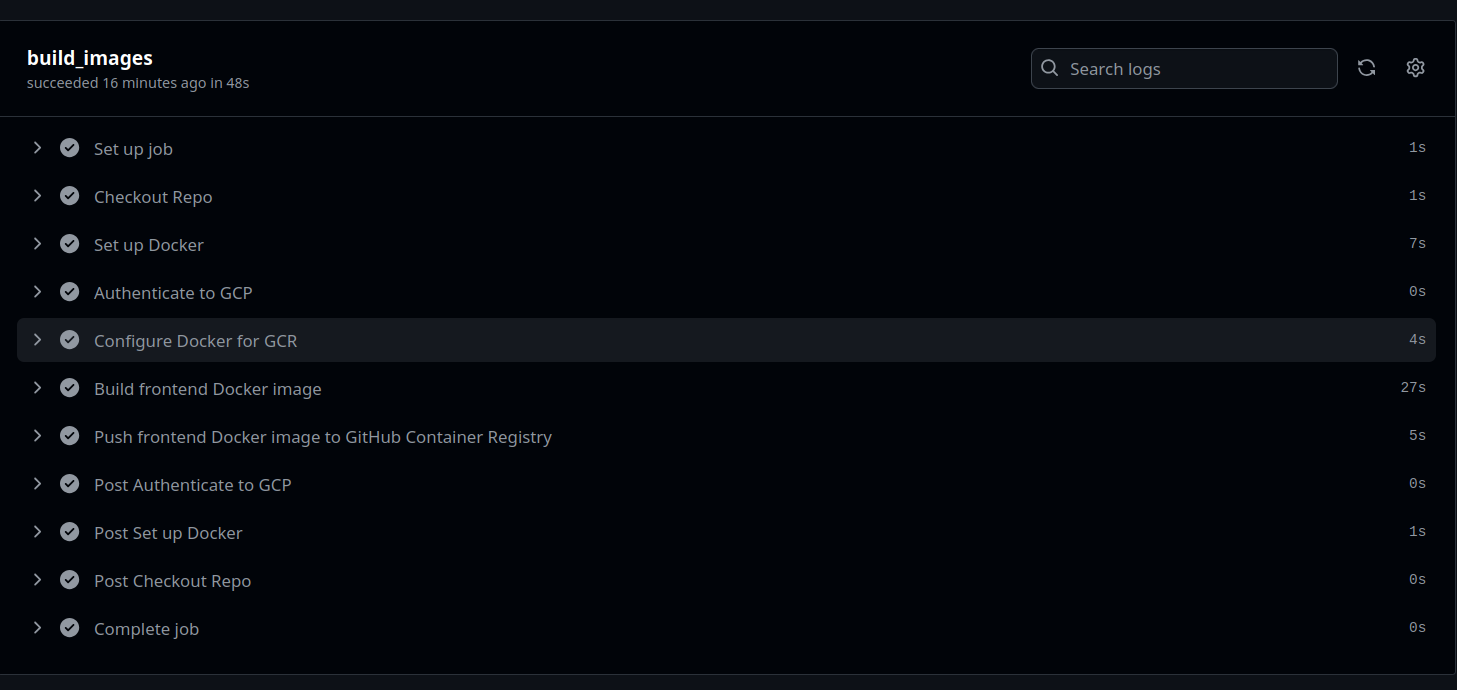 build_images
succeeded 16 minutes ago in 48s
Search logs
Set up job 1s
Checkout Repo 1s
Set up Docker 7s
Authenticate to GCP 0s
Configure Docker for GCR 4s
Build frontend Docker image 27s
Push frontend Docker image to GitHub Container Registry 5s
Post Authenticate to GCP 0s
Post Set up Docker 1s
Post Checkout Repo 0s
Complete job 0s